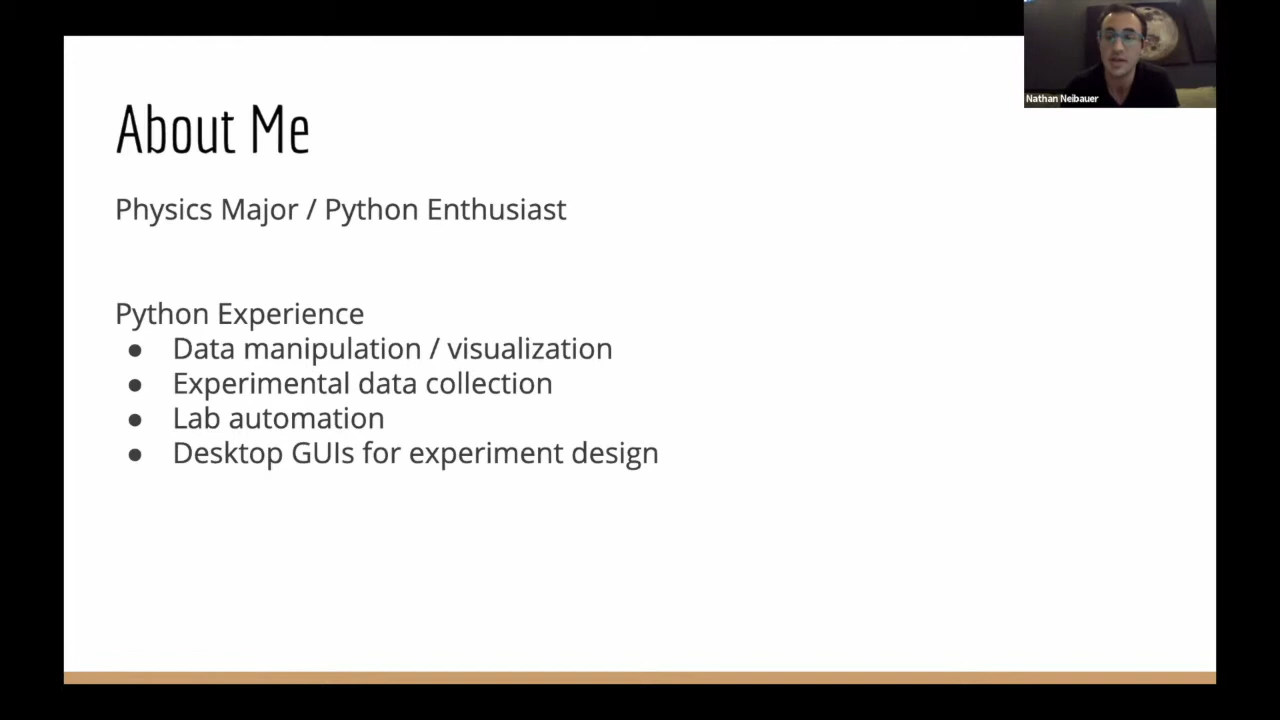 About Me
Nathan Neibauer
Physics Major / Python Enthusiast
Python Experience
● Data manipulation / visualization
● Experimental data collection
● Lab automation
● Desktop GUIs for experiment design